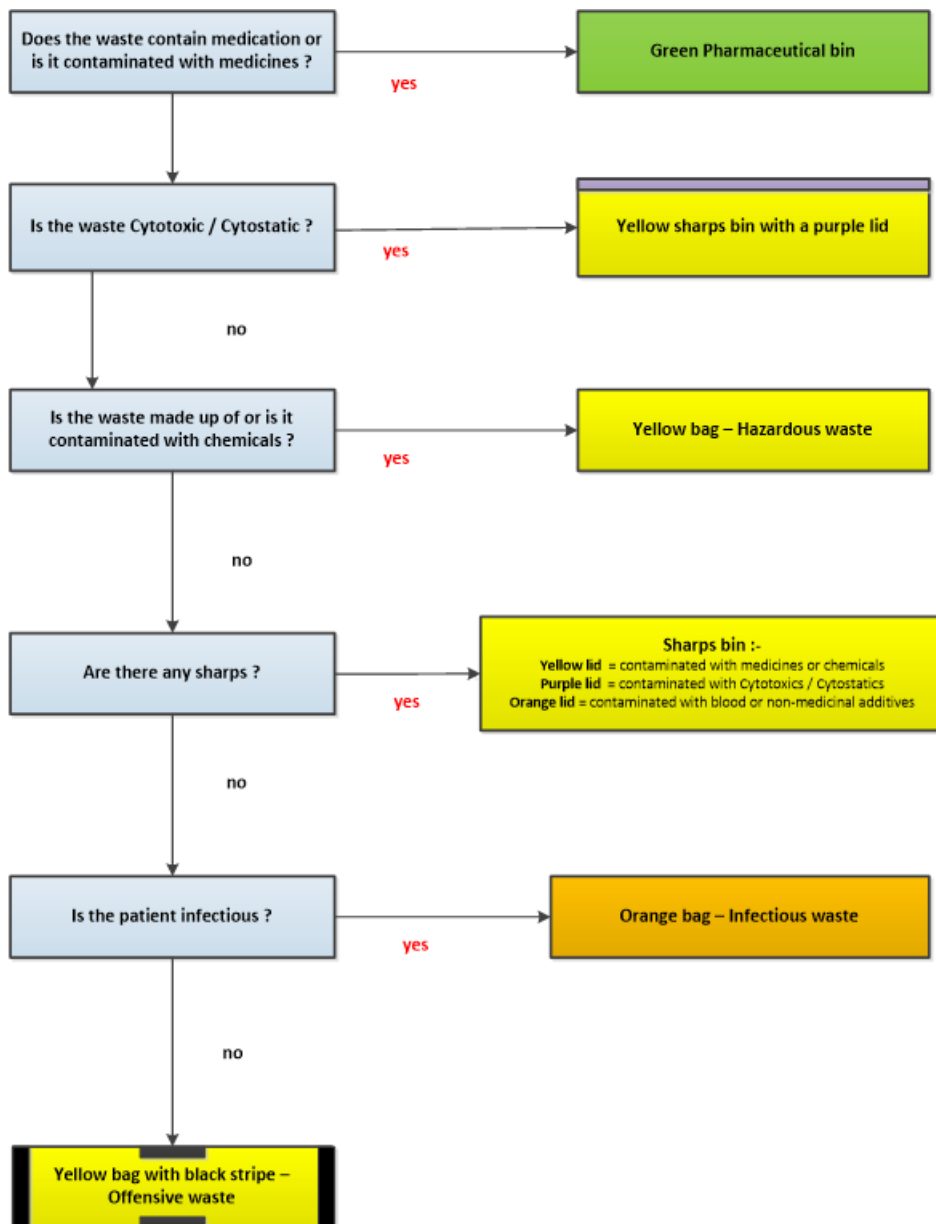 Does the waste contain medication or
is it contaminated with medicines ?
yes
Green Pharmaceutical bin
Is the waste Cytotoxic / Cytostatic ?
yes
Yellow sharps bin with a purple lid
no
Is the waste made up of or is it
contaminated with chemicals ?
yes
Yellow bag – Hazardous waste
no
Are there any sharps ?
yes
Sharps bin :-
Yellow lid = contaminated with medicines or chemicals
Purple lid = contaminated with Cytotoxics / Cytostatics
Orange lid = contaminated with blood or non-medicinal additives
no
Is the patient infectious ?
yes
Orange bag – Infectious waste
no
Yellow bag with black stripe –
Offensive waste